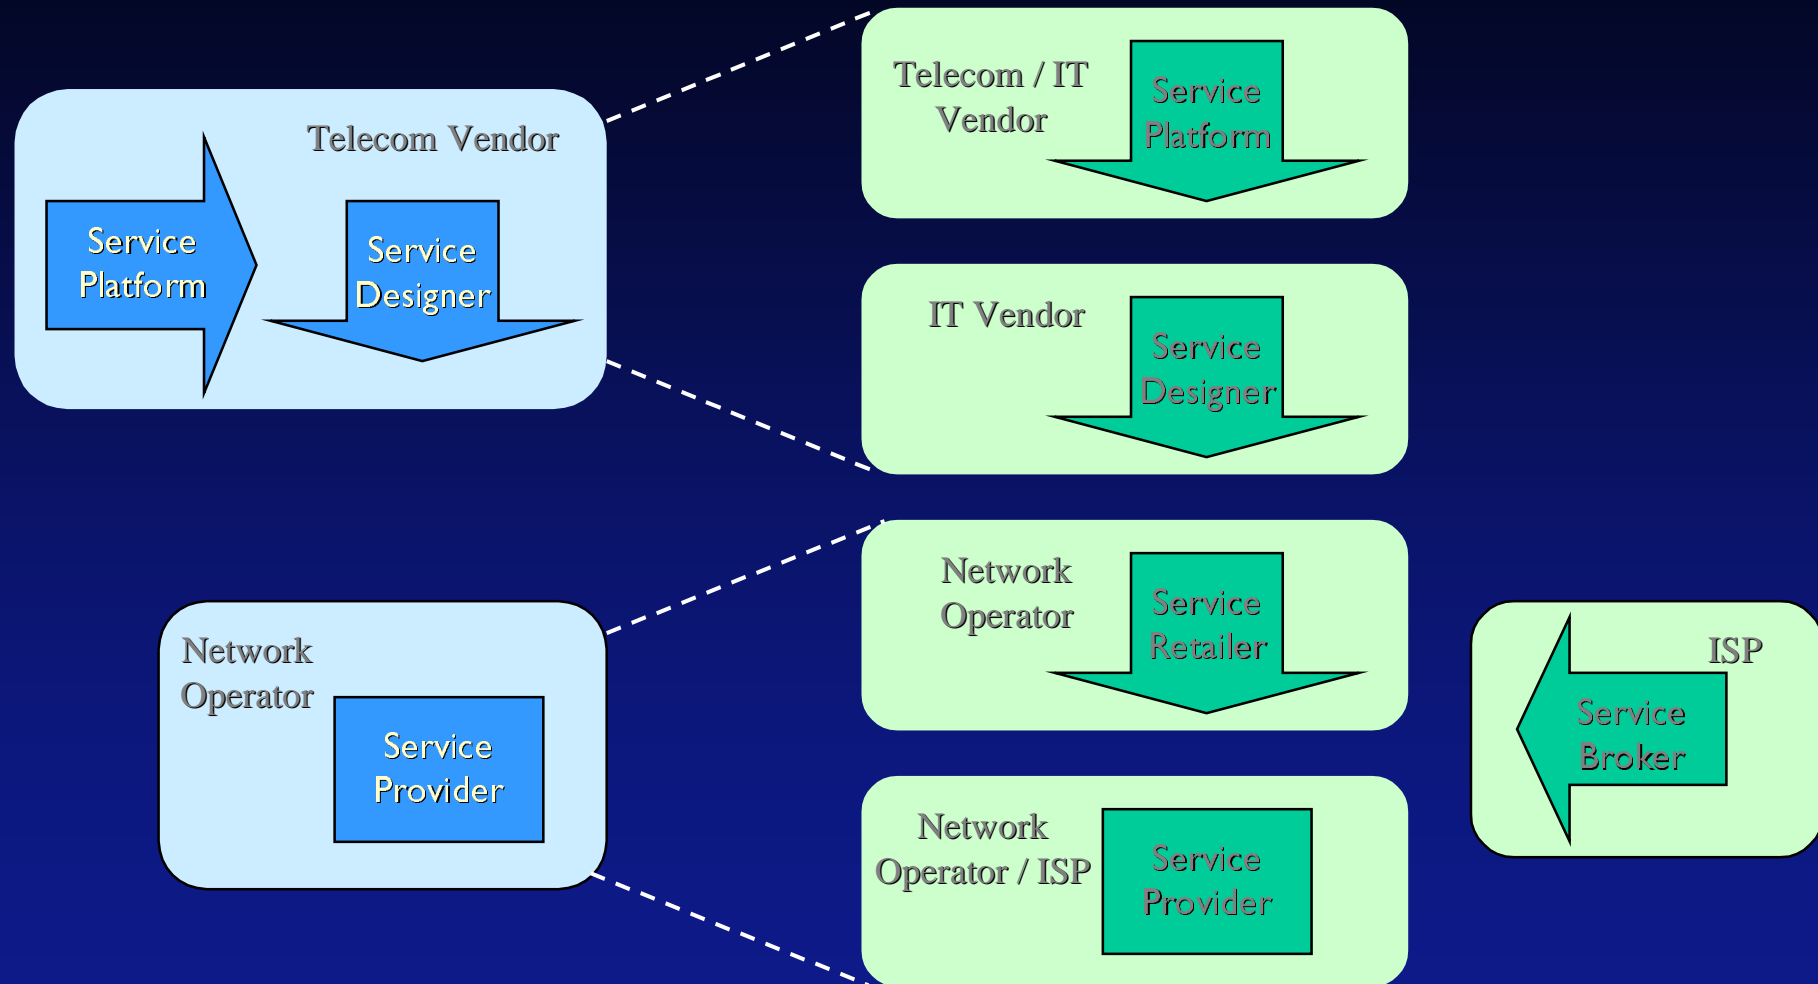 Telecom Vendor
Service
Platform
Service
Designer
Network
Operator
Service
Provider
Telecom / IT
Vendor
Service
Platform
IT Vendor
Service
Designer
Network
Operator
Service
Retailer
Network
Operator / ISP
Service
Provider
ISP
Service
Broker